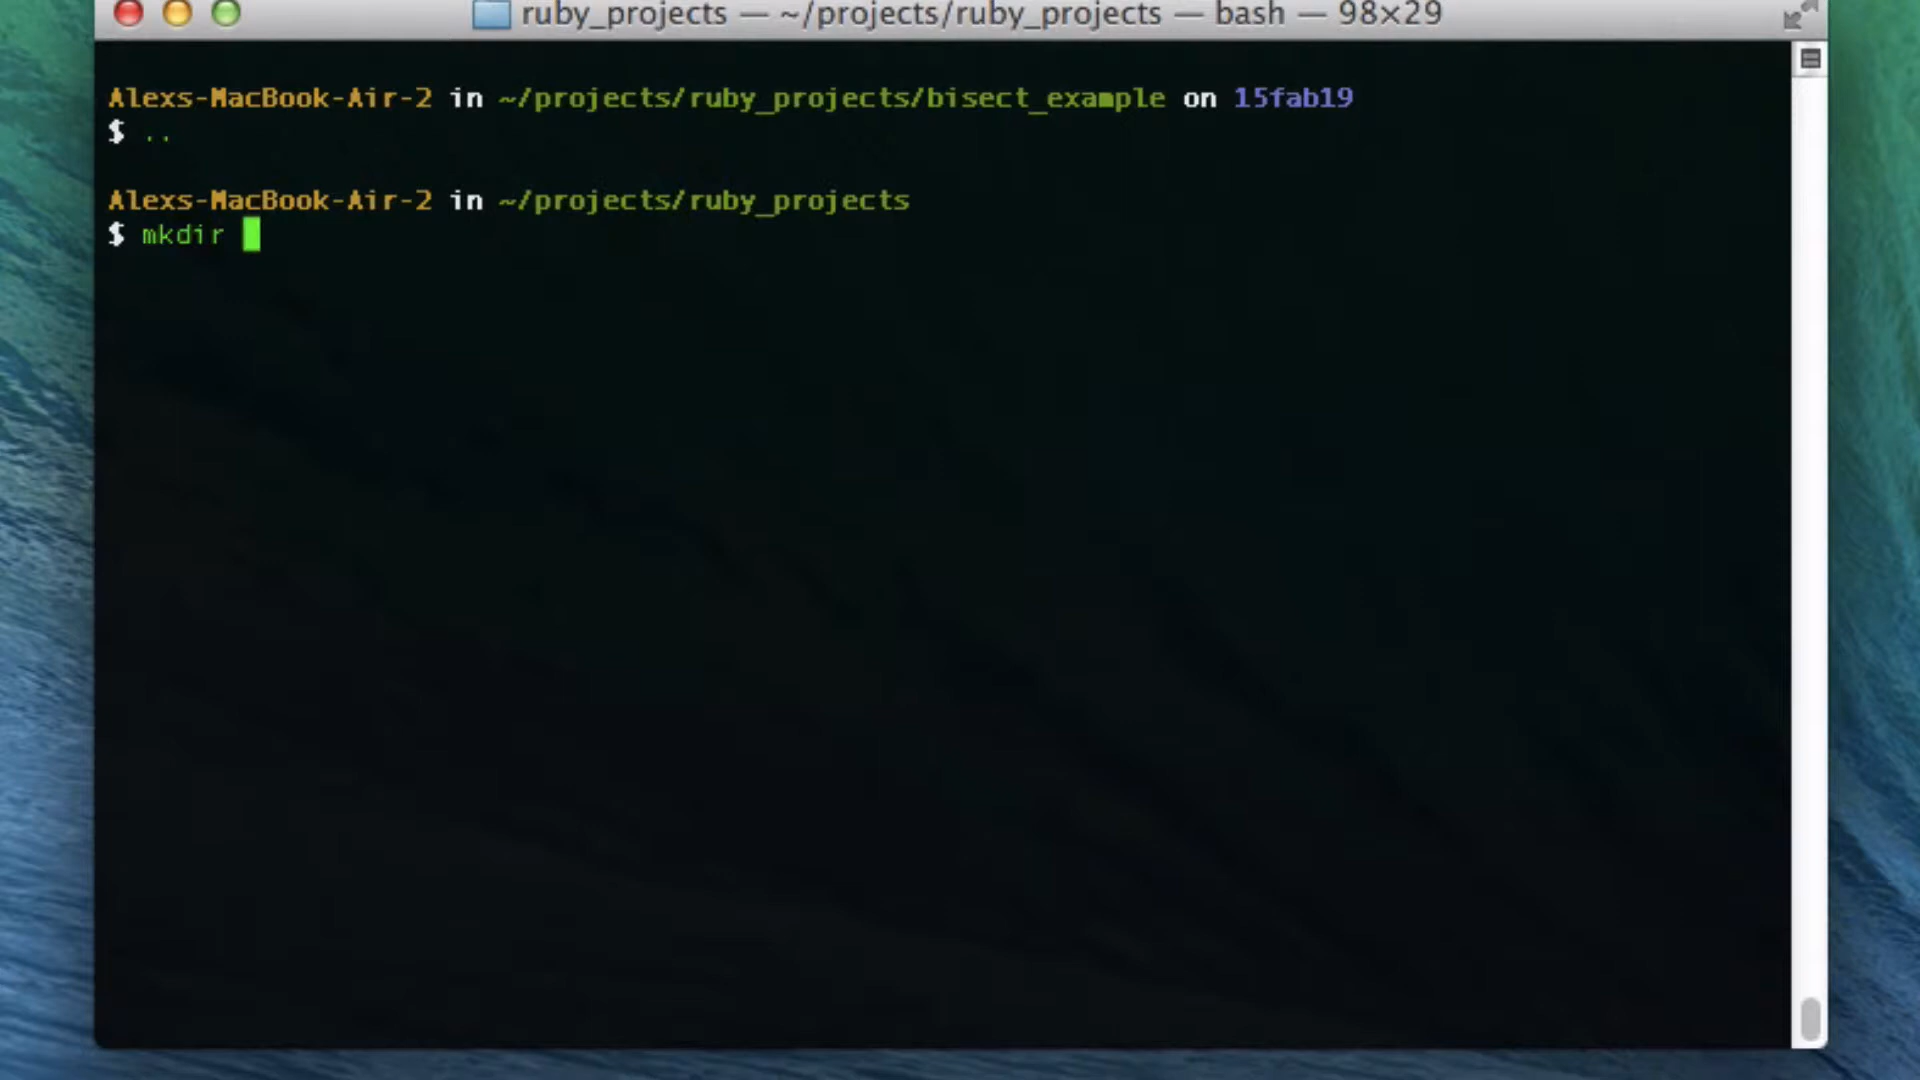 ruby_projects — ~/projects/ruby_projects — bash — 98×29
Alexs-MacBook-Air-2 in ~/projects/ruby_projects/bisect_example on 15fab19
$ ..
Alexs-MacBook-Air-2 in ~/projects/ruby_projects
$ mkdir